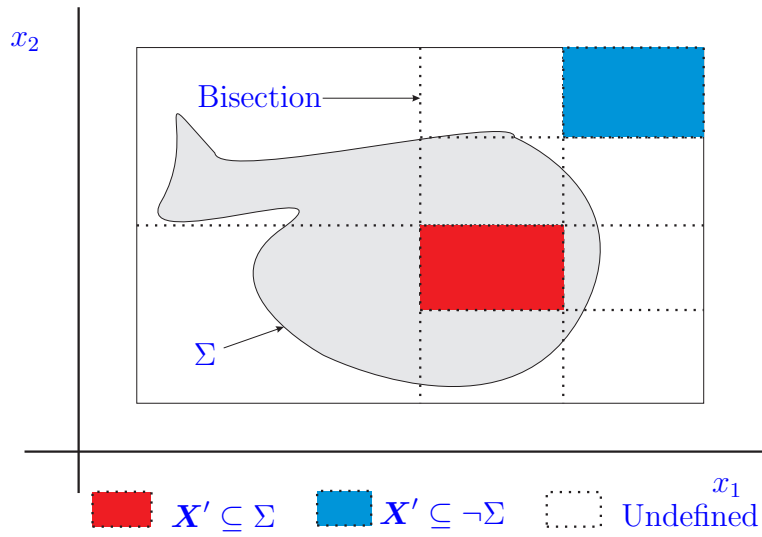 x₂
Bisection
Σ
x₁
X′ ⊆ Σ
X′ ⊆ ¬Σ
Undefined